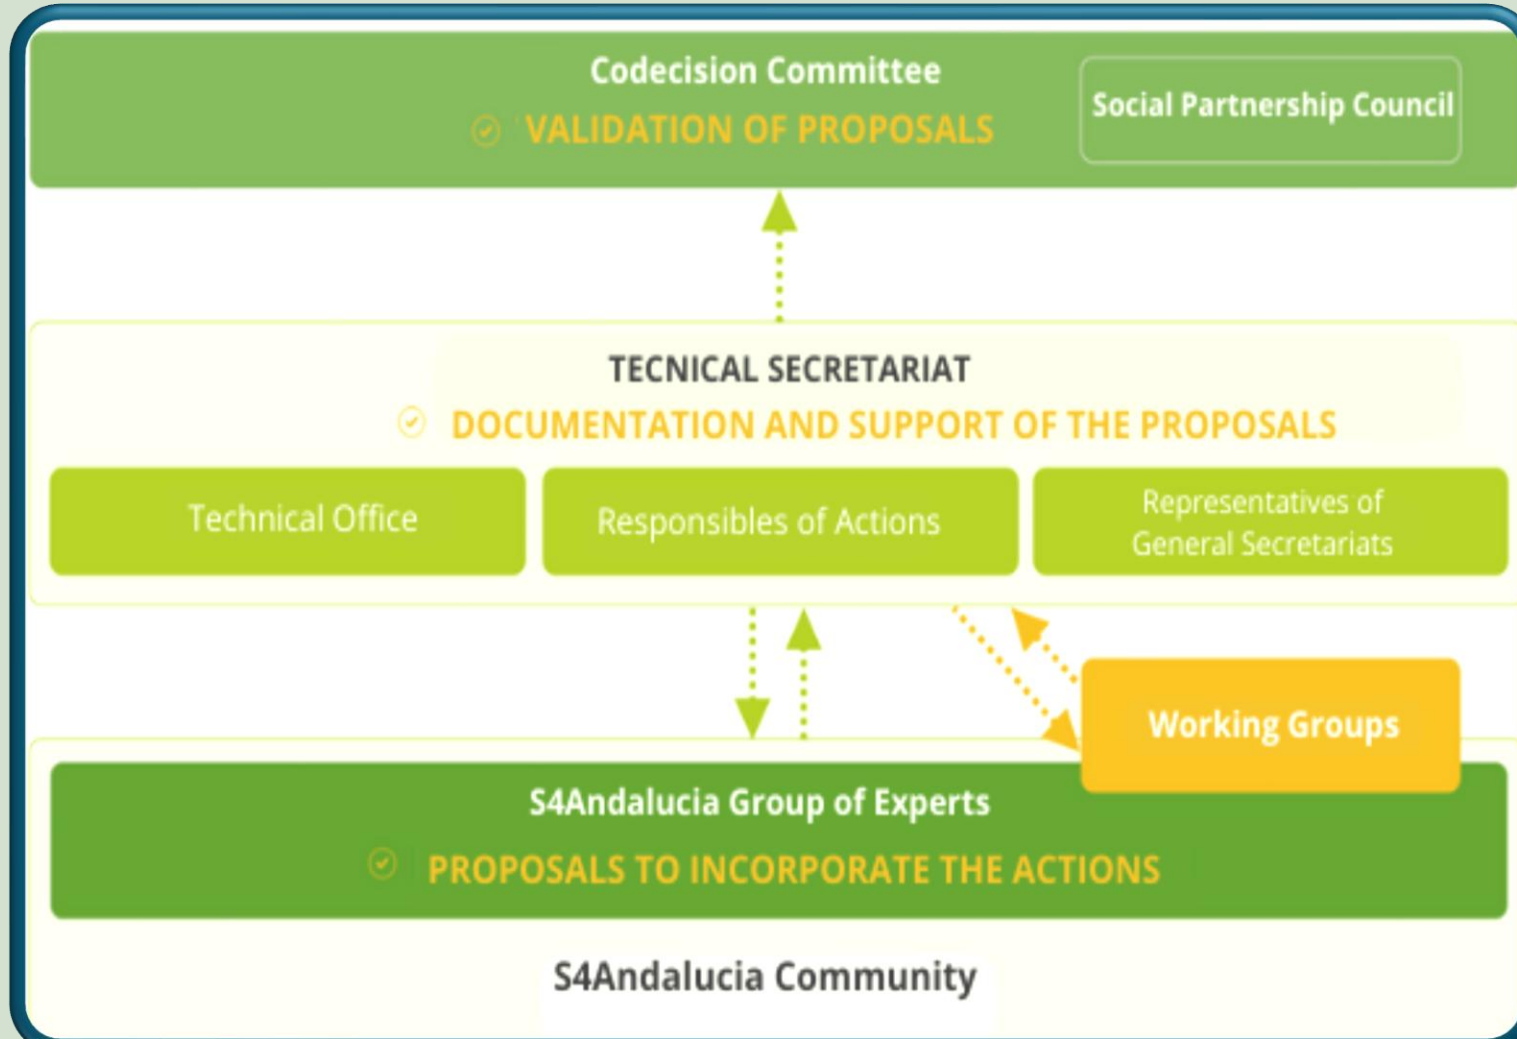 Codecision Committee
VALIDATION OF PROPOSALS
Social Partnership Council
TECNICAL SECRETARIAT
DOCUMENTATION AND SUPPORT OF THE PROPOSALS
Technical Office
Responsibles of Actions
Representatives of
General Secretariats
Working Groups
S4Andalucia Group of Experts
PROPOSALS TO INCORPORATE THE ACTIONS
S4Andalucia Community